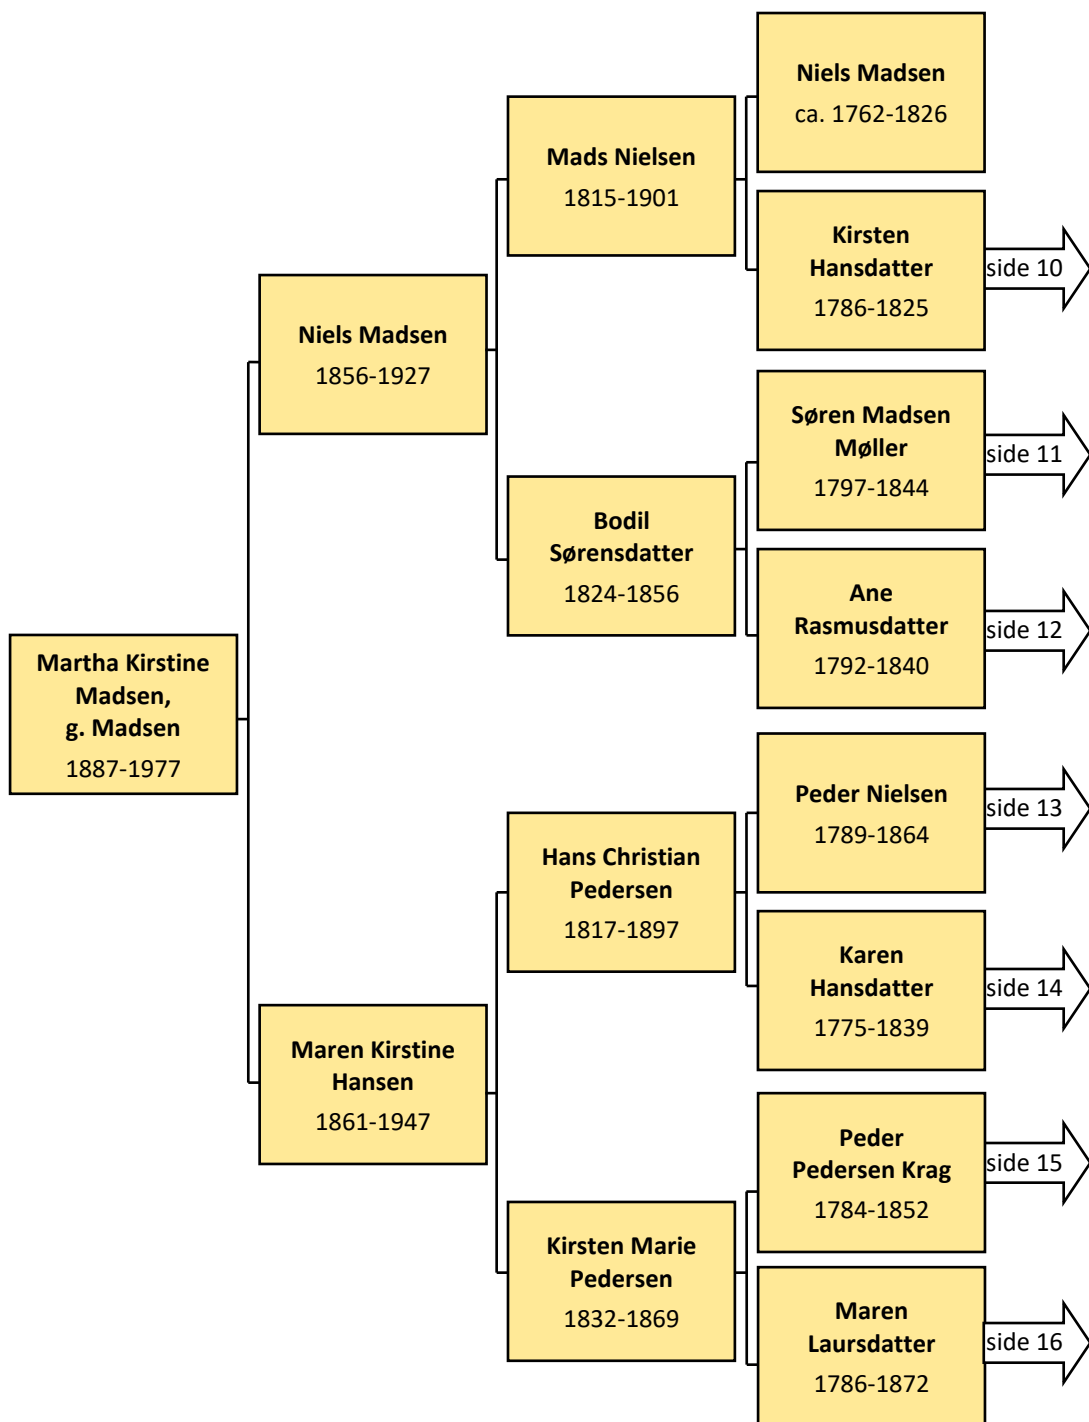 Niels Madsen
ca. 1762-1826
Mads Nielsen
1815-1901
Kirsten
Hansdatter
1786-1825
side 10
Niels Madsen
1856-1927
Søren Madsen
Møller
1797-1844
side 11
Bodil
Sørensdatter
1824-1856
Ane
Rasmusdatter
1792-1840
side 12
Martha Kirstine
Madsen,
g. Madsen
1887-1977
Peder Nielsen
1789-1864
side 13
Hans Christian
Pedersen
1817-1897
Karen
Hansdatter
1775-1839
side 14
Maren Kirstine
Hansen
1861-1947
Peder
Pedersen Krag
1784-1852
side 15
Kirsten Marie
Pedersen
1832-1869
Maren
Laursdatter
1786-1872
side 16